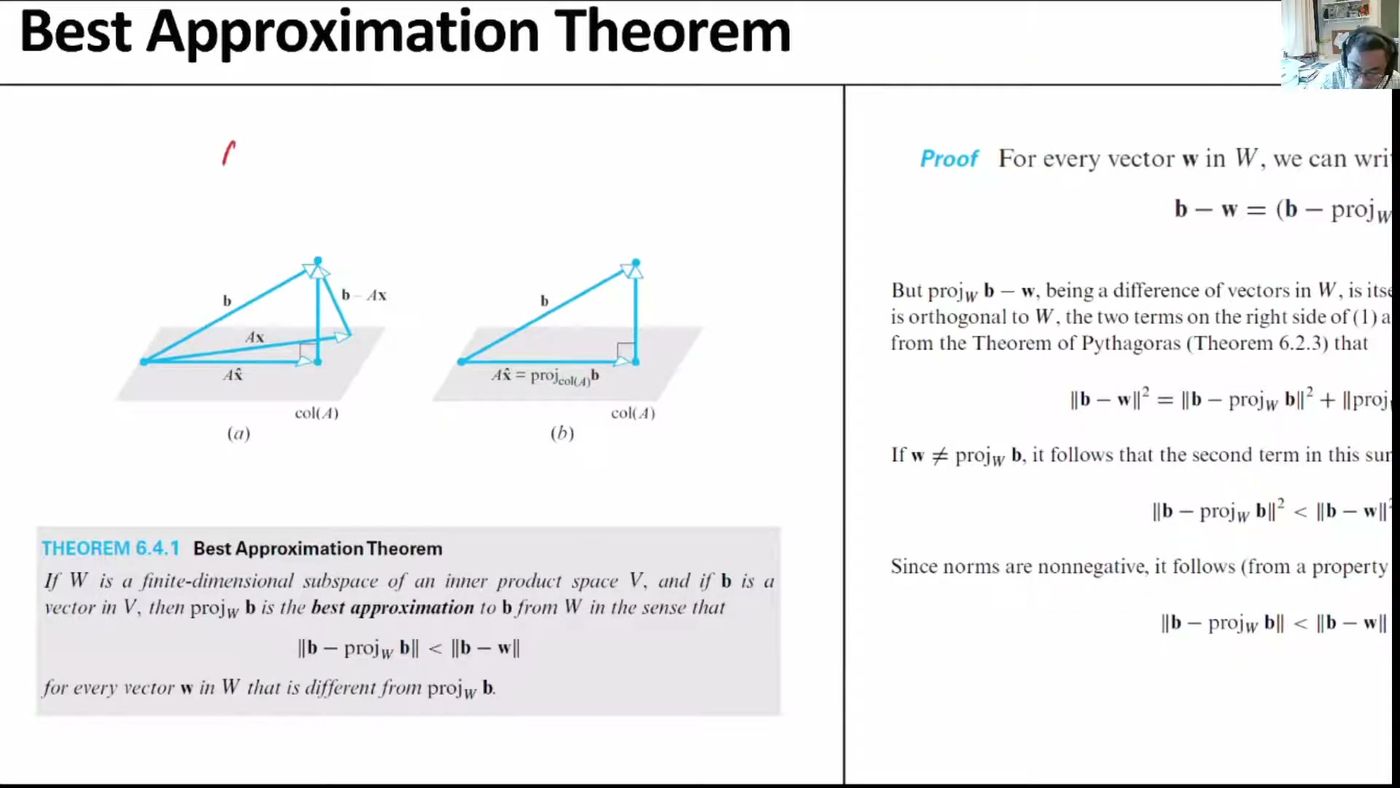 Best Approximation Theorem
b
b – Ax
Ax
Ax̂
col(A)
(a)
b
Ax̂ = proj_col(A) b
col(A)
(b)
THEOREM 6.4.1 Best Approximation Theorem
If W is a finite-dimensional subspace of an inner product space V, and if b is a
vector in V, then proj_W b is the best approximation to b from W in the sense that
‖b – proj_W b‖ < ‖b – w‖
for every vector w in W that is different from proj_W b.
Proof For every vector w in W, we can wri
b – w = (b – proj_W
But proj_W b – w, being a difference of vectors in W, is itse
is orthogonal to W, the two terms on the right side of (1) a
from the Theorem of Pythagoras (Theorem 6.2.3) that
‖b – w‖² = ‖b – proj_W b‖² + ‖proj
If w ≠ proj_W b, it follows that the second term in this sur
‖b – proj_W b‖² < ‖b – w‖²
Since norms are nonnegative, it follows (from a property
‖b – proj_W b‖ < ‖b – w‖